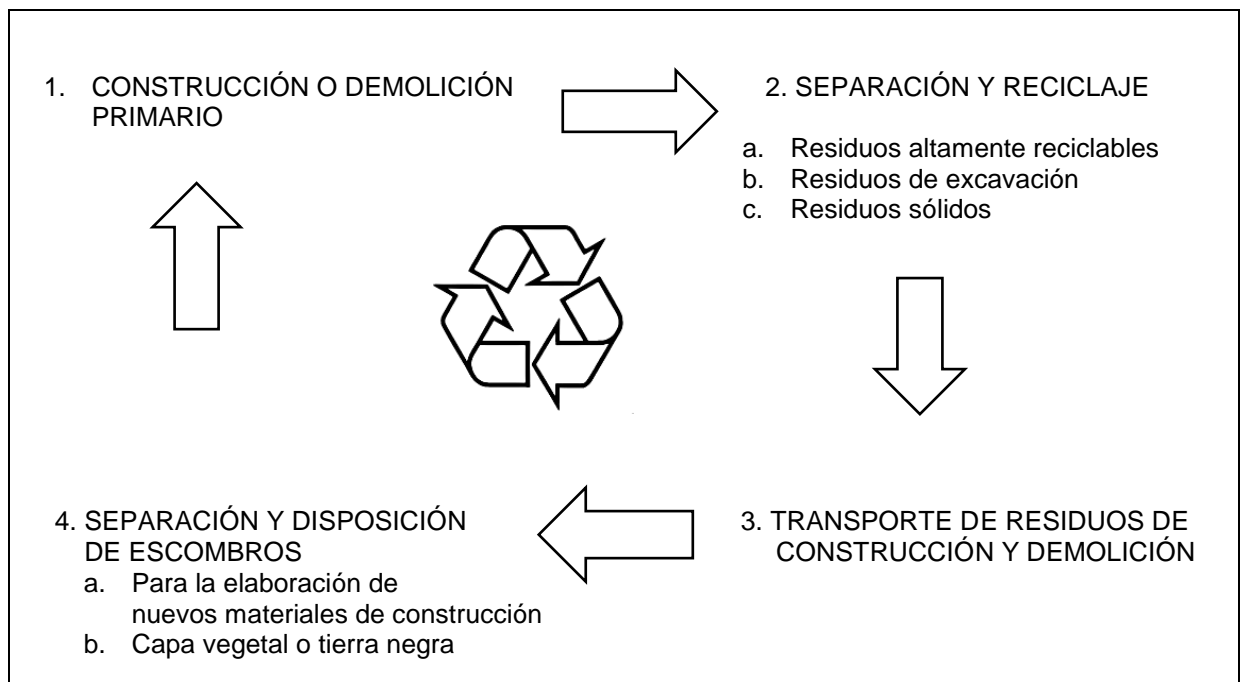 1. CONSTRUCCIÓN O DEMOLICIÓN
PRIMARIO
2. SEPARACIÓN Y RECICLAJE
a. Residuos altamente reciclables
b. Residuos de excavación
c. Residuos sólidos
3. TRANSPORTE DE RESIDUOS DE
CONSTRUCCIÓN Y DEMOLICIÓN
4. SEPARACIÓN Y DISPOSICIÓN
DE ESCOMBROS
a. Para la elaboración de
nuevos materiales de construcción
b. Capa vegetal o tierra negra